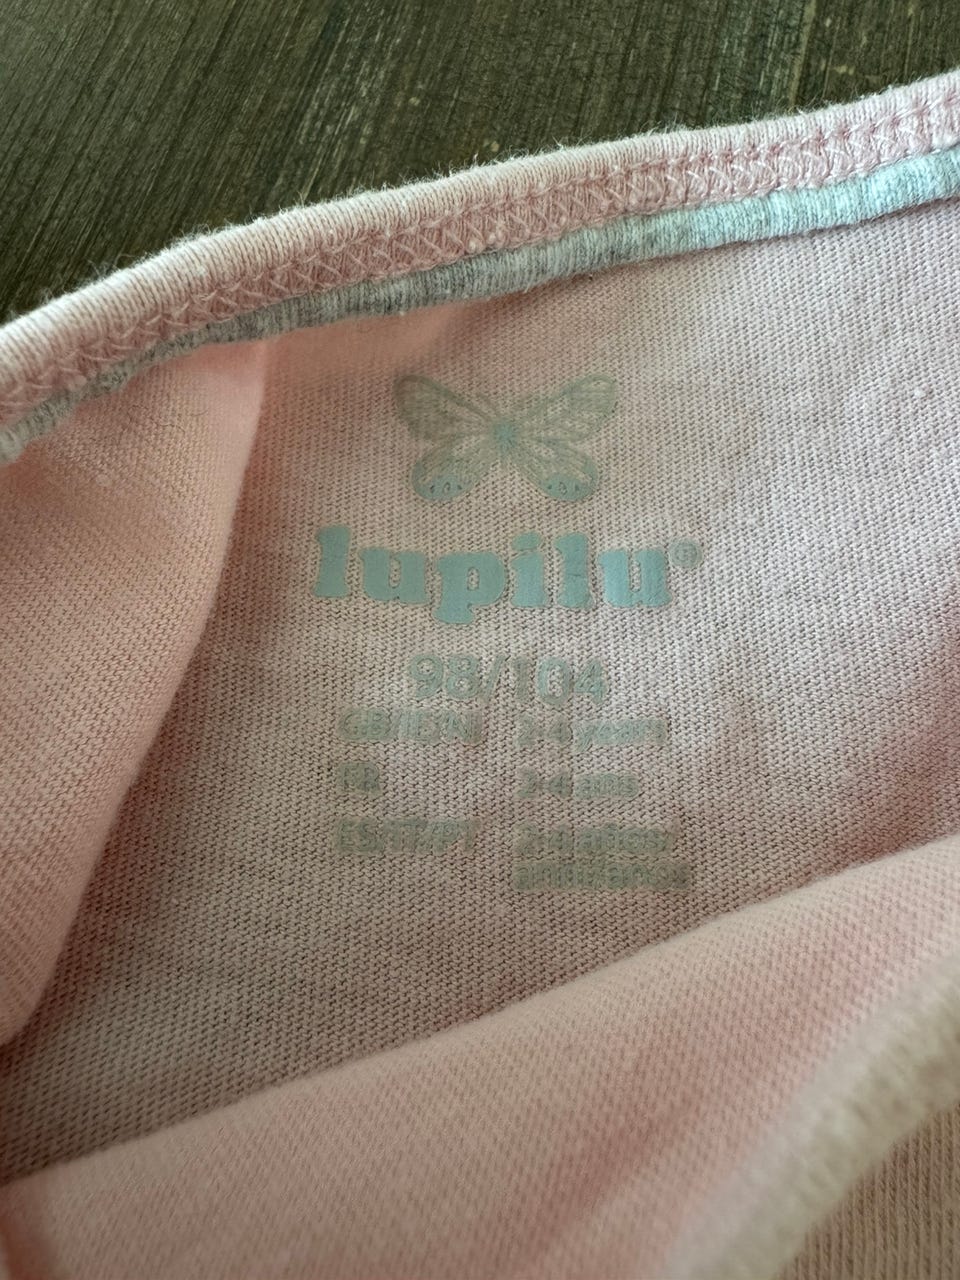 lupilu®
98/104
GB/IE/NI 2-4 years
FR 2-4 ans
ES/IT/PT 2-4 años/
anni/anos